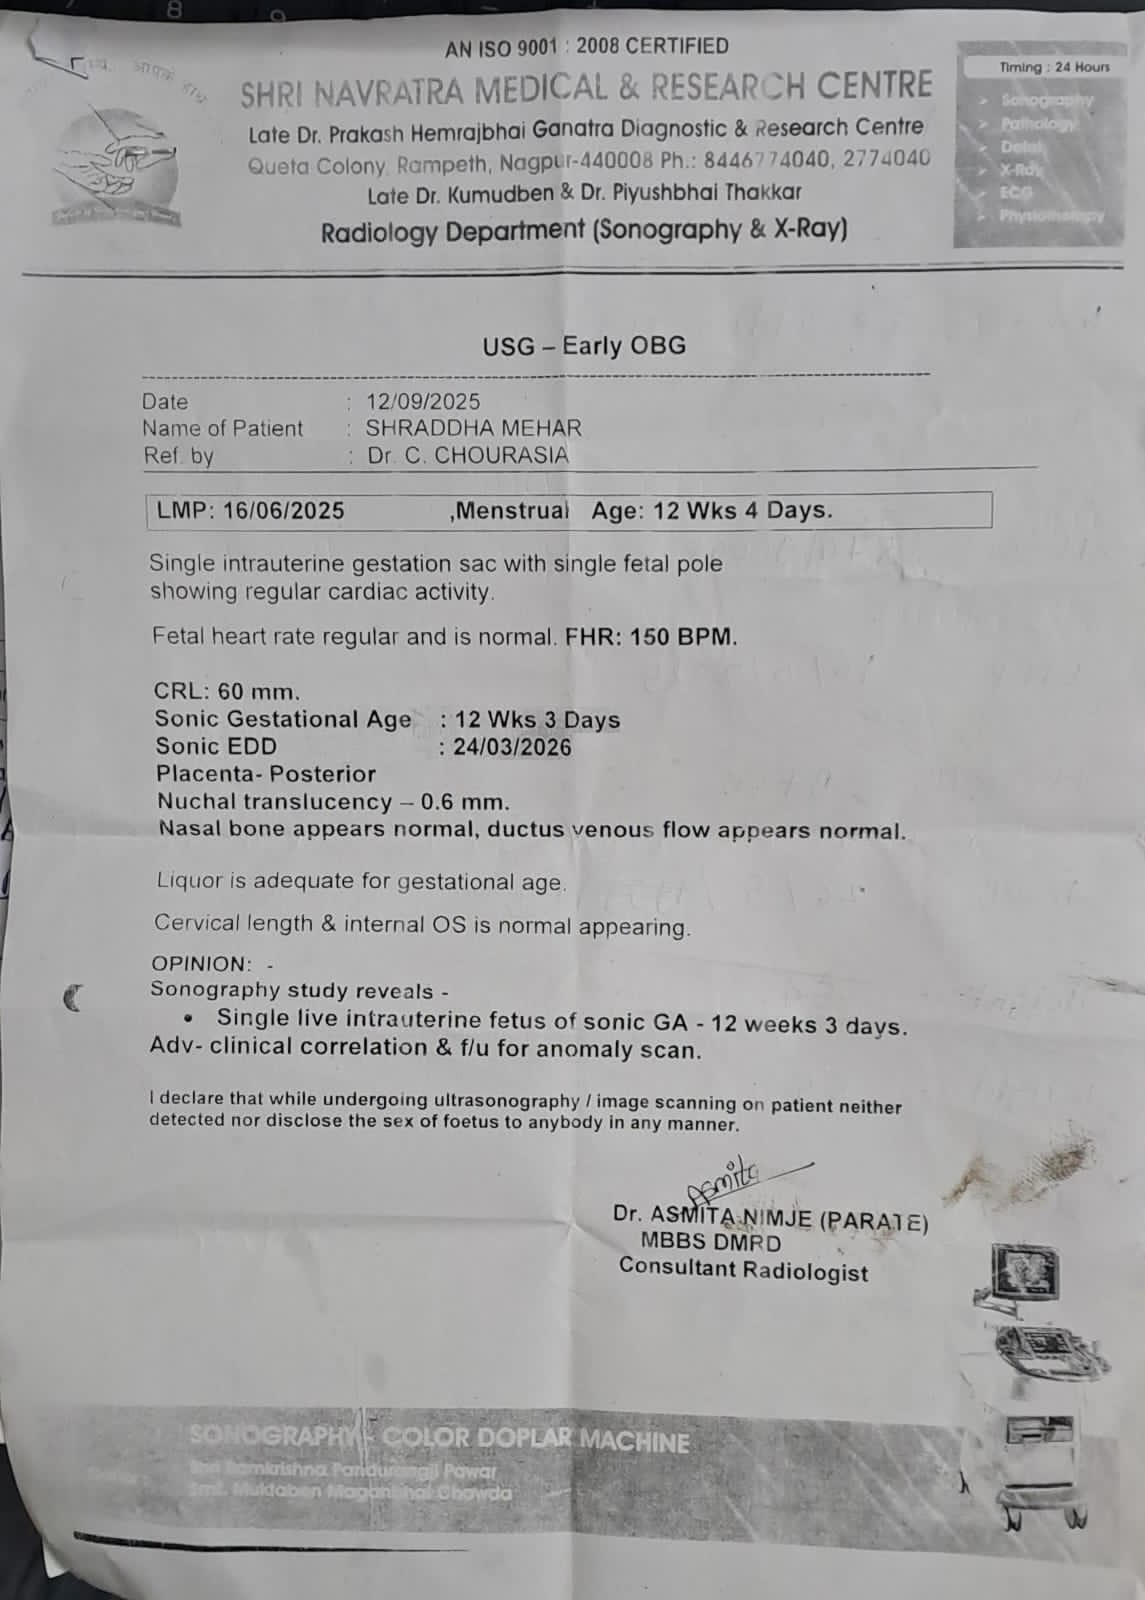 AN ISO 9001 : 2008 CERTIFIED
SHRI NAVRATRA MEDICAL & RESEARCH CENTRE
Late Dr. Prakash Hemrajbhai Ganatra Diagnostic & Research Centre
Queta Colony, Rampeth, Nagpur-440008 Ph.: 8446774040, 2774040
Late Dr. Kumudben & Dr. Piyushbhai Thakkar
Radiology Department (Sonography & X-Ray)
Timing : 24 Hours
➢ Sonography
➢ Pathology
➢ Dental
➢ X-Ray
➢ ECG
➢ Physiotherapy
USG – Early OBG
Date : 12/09/2025
Name of Patient : SHRADDHA MEHAR
Ref. by : Dr. C. CHOURASIA
LMP: 16/06/2025 ,Menstrual Age: 12 Wks 4 Days.
Single intrauterine gestation sac with single fetal pole
showing regular cardiac activity.
Fetal heart rate regular and is normal. FHR: 150 BPM.
CRL: 60 mm.
Sonic Gestational Age : 12 Wks 3 Days
Sonic EDD : 24/03/2026
Placenta- Posterior
Nuchal translucency – 0.6 mm.
Nasal bone appears normal, ductus venous flow appears normal.
Liquor is adequate for gestational age.
Cervical length & internal OS is normal appearing.
OPINION: -
Sonography study reveals -
• Single live intrauterine fetus of sonic GA - 12 weeks 3 days.
Adv- clinical correlation & f/u for anomaly scan.
I declare that while undergoing ultrasonography / image scanning on patient neither
detected nor disclose the sex of foetus to anybody in any manner.
Asmita
Dr. ASMITA NIMJE (PARATE)
MBBS DMRD
Consultant Radiologist
SONOGRAPHY - COLOR DOPLAR MACHINE
Ramkrishna Pandurangji Pawar
Smt. Muktaben Maganbhai Chawda